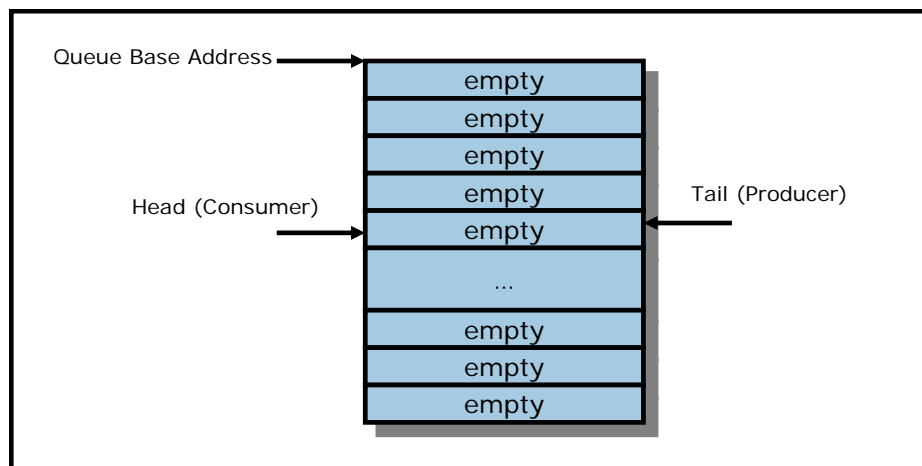 Queue Base Address
empty
empty
empty
empty
Head (Consumer)
Tail (Producer)
empty
...
empty
empty
empty